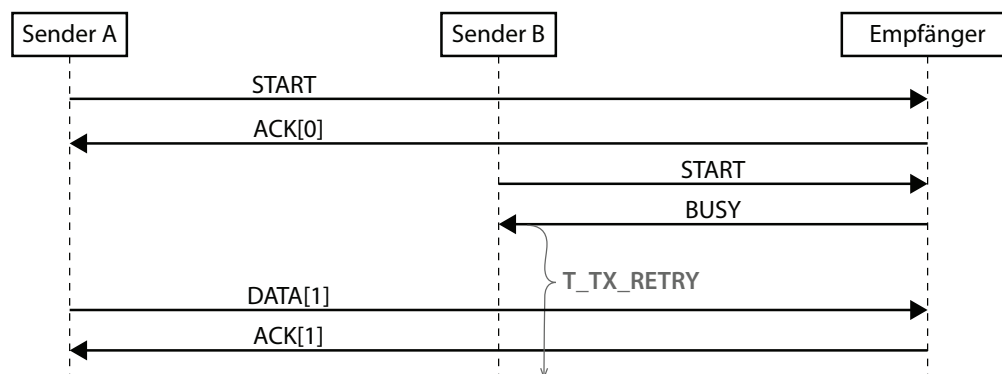 Sender A
Sender B
Empfänger
START
ACK[0]
START
BUSY
T_TX_RETRY
DATA[1]
ACK[1]